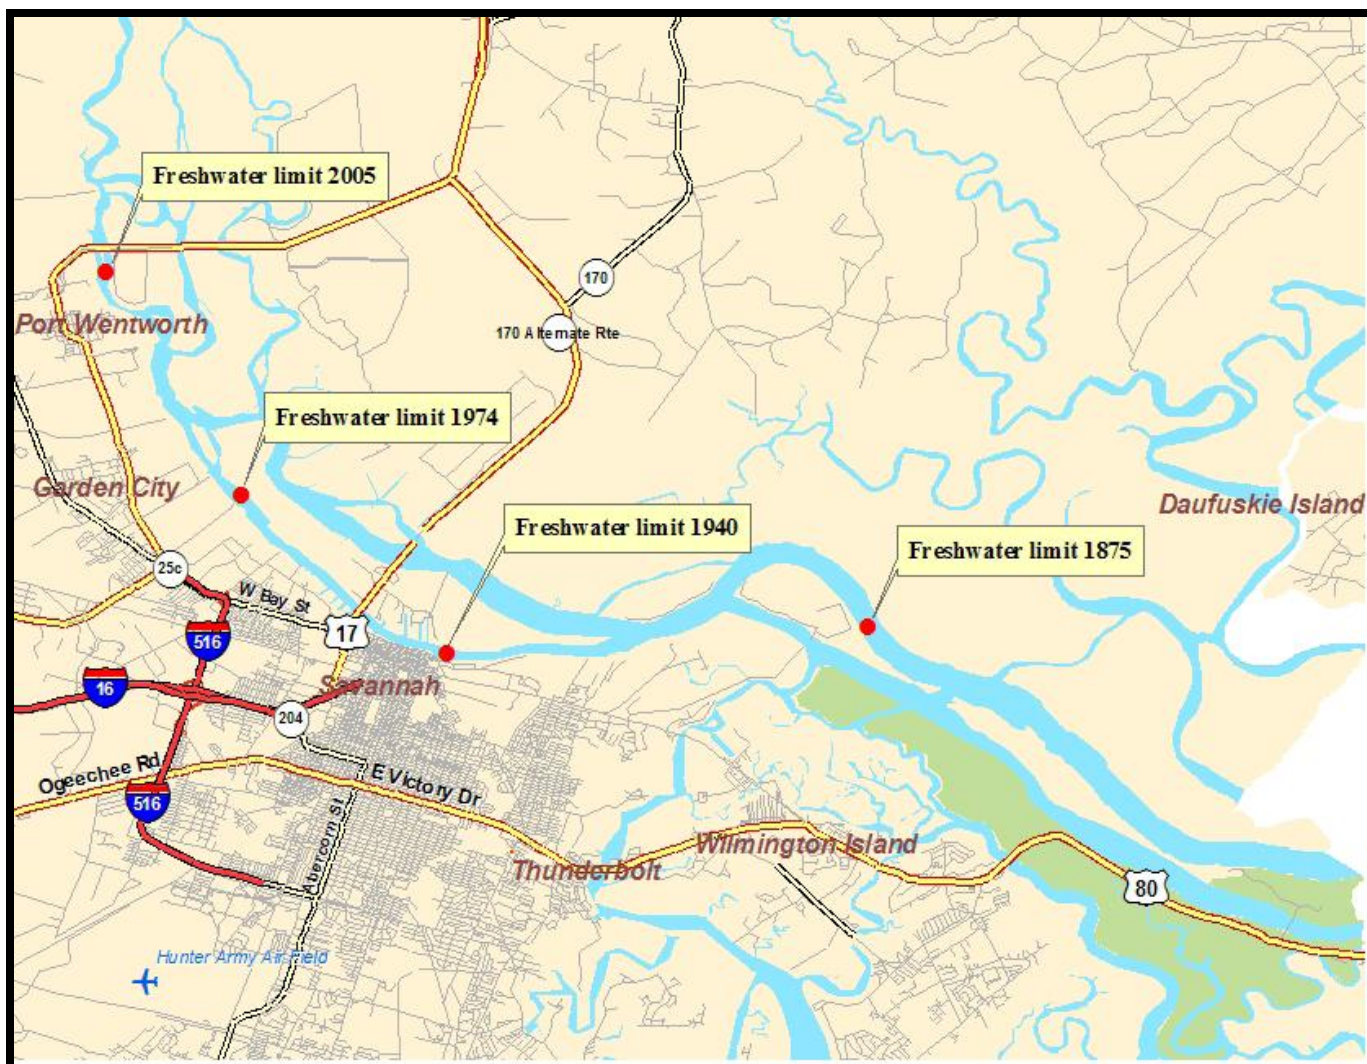 Freshwater limit 2005
170
170 Alternate Rte
Port Wentworth
Freshwater limit 1974
Garden City
Daufuskie Island
Freshwater limit 1940
Freshwater limit 1875
25c
W Bay St
17
516
16
Savannah
204
Ogeechee Rd
E Victory Dr
516
Abercorn St
Thunderbolt
Wilmington Island
80
Hunter Army Air Field